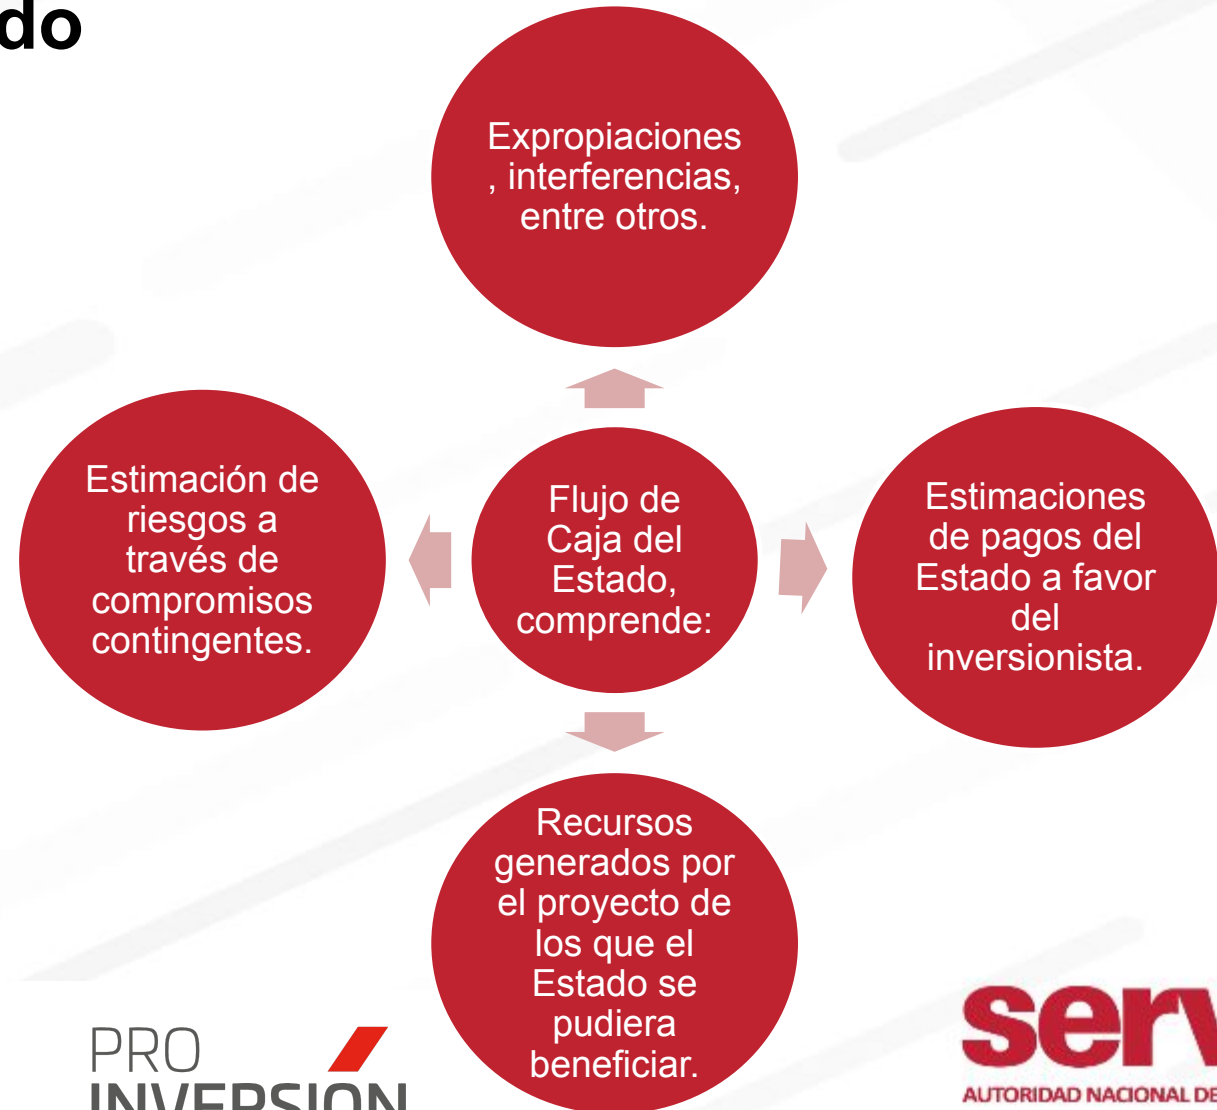 do
Expropiaciones
, interferencias,
entre otros.
Estimación de
riesgos a
través de
compromisos
contingentes.
Flujo de
Caja del
Estado,
comprende:
Estimaciones
de pagos del
Estado a favor
del
inversionista.
Recursos
generados por
el proyecto de
los que el
Estado se
pudiera
beneficiar.
PRO
INVERSIÓN
serv
AUTORIDAD NACIONAL DE